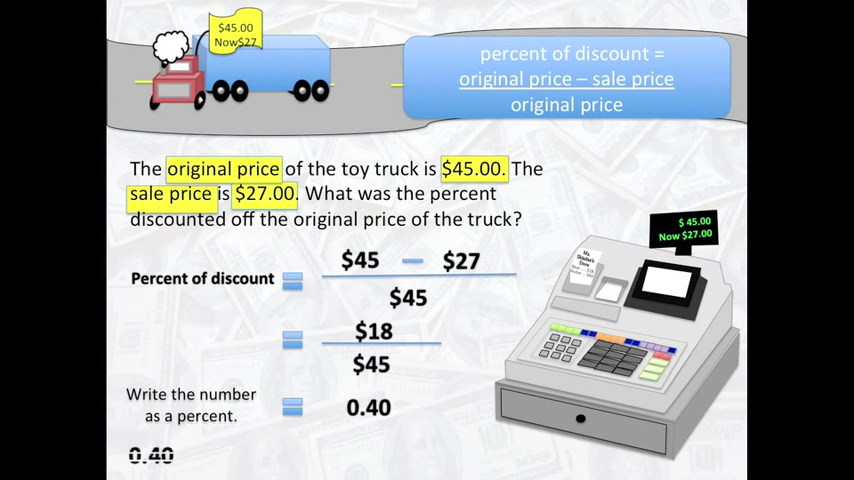 $45.00
Now$27
percent of discount =
original price – sale price
original price
The original price of the toy truck is $45.00. The
sale price is $27.00. What was the percent
discounted off the original price of the truck?
$ 45.00
Now $27.00
Ms.
Store
$45 – $27
Percent of discount =
$45
= $18
$45
Write the number
as a percent.
= 0.40
0.40